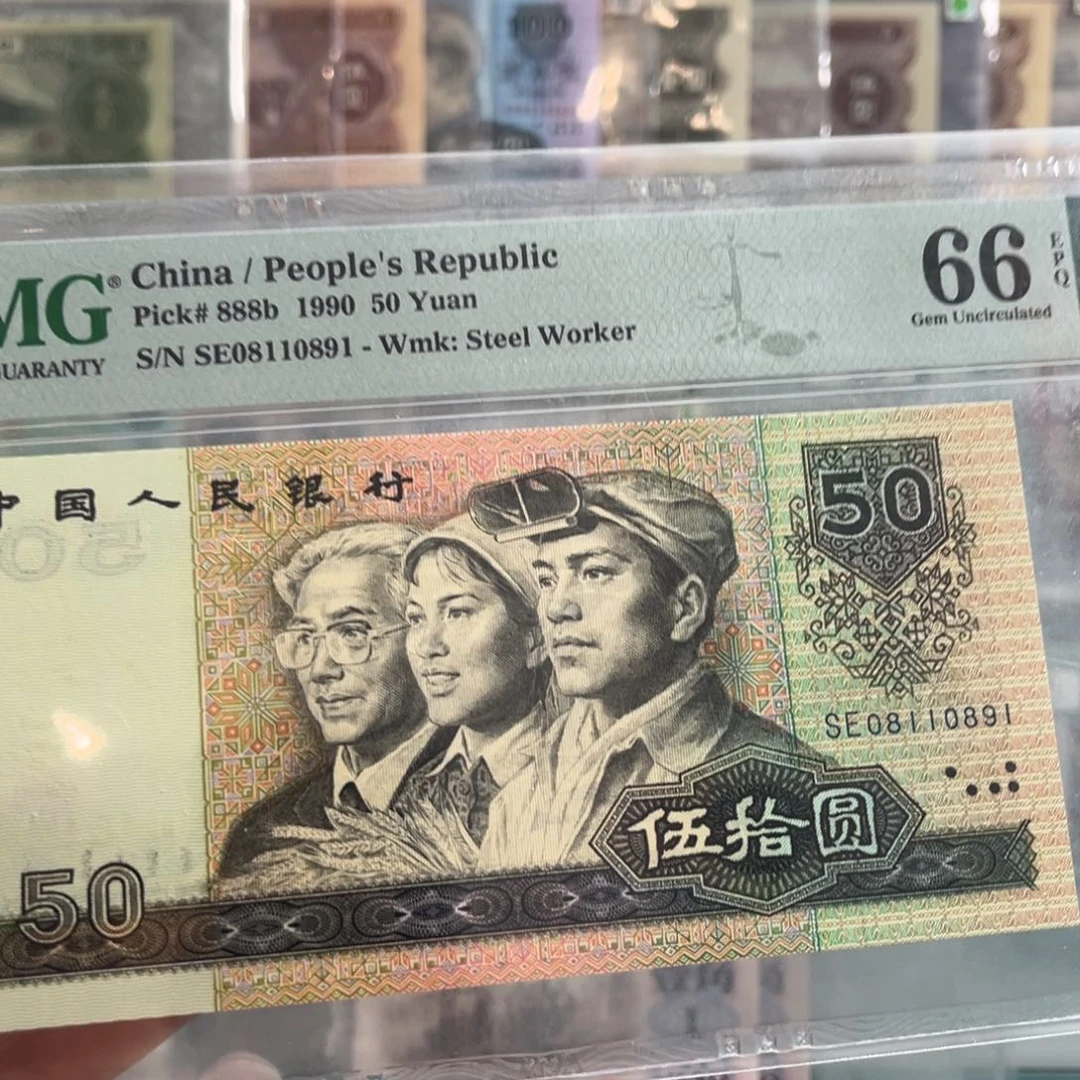 MG®
GUARANTY
China / People's Republic
Pick# 888b 1990 50 Yuan
S/N SE08110891 - Wmk: Steel Worker
66
EPQ
Gem Uncirculated
中国人民银行
50
SE08110891
伍拾圆
50